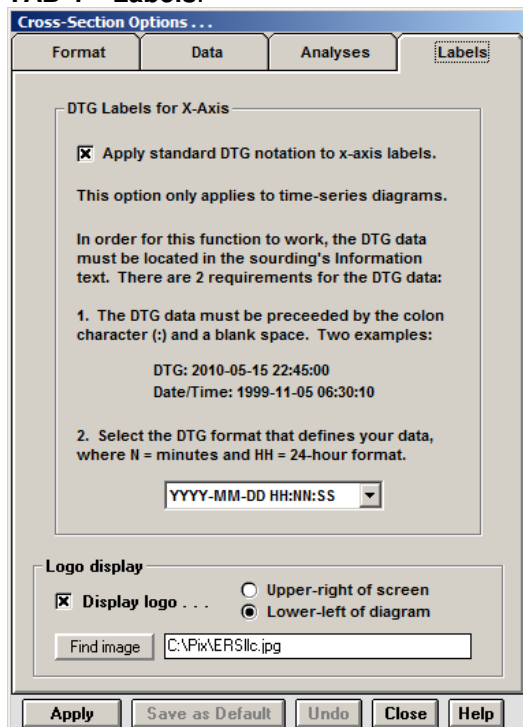 TAB 4 – Labels:
Cross-Section Options . . .
Format Data Analyses Labels
DTG Labels for X-Axis
Apply standard DTG notation to x-axis labels.
This option only applies to time-series diagrams.
In order for this function to work, the DTG data
must be located in the sourding's Information
text. There are 2 requirements for the DTG data:
1. The DTG data must be preceeded by the colon
character (:) and a blank space. Two examples:
DTG: 2010-05-15 22:45:00
Date/Time: 1999-11-05 06:30:10
2. Select the DTG format that defines your data,
where N = minutes and HH = 24-hour format.
YYYY-MM-DD HH:NN:SS
Logo display
Display logo . . .
Upper-right of screen
Lower-left of diagram
Find image C:\Pix\ERSllc.jpg
Apply Save as Default Undo Close Help